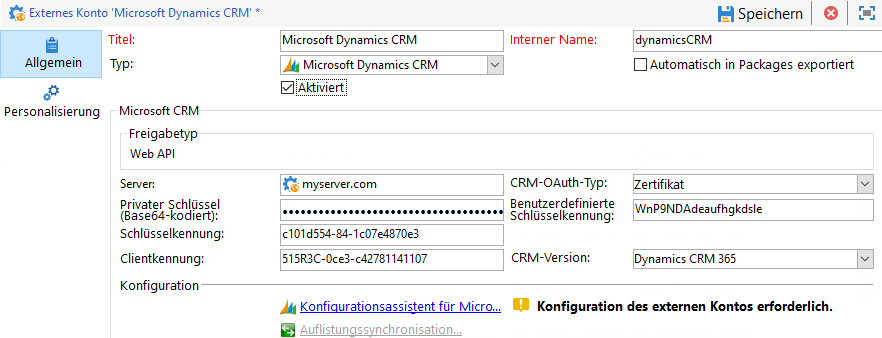 Externes Konto 'Microsoft Dynamics CRM' *
Speichern
Allgemein
Personalisierung
Titel: Microsoft Dynamics CRM Interner Name: dynamicsCRM
Typ: Microsoft Dynamics CRM Automatisch in Packages exportiert
Aktiviert
Microsoft CRM
Freigabetyp
Web API
Server: myserver.com CRM-OAuth-Typ: Zertifikat
Privater Schlüssel
(Base64-kodiert): ••••••••••••••••••••••••••••••••••••
Benutzerdefinierte
Schlüsselkennung: WnP9NDAdeaufhgkdsle
Schlüsselkennung: c101d554-84-1c07e4870e3
Clientkennung: 515R3C-0ce3-c42781141107 CRM-Version: Dynamics CRM 365
Konfiguration
Konfigurationsassistent für Micro... Konfiguration des externen Kontos erforderlich.
Auflistungssynchronisation...